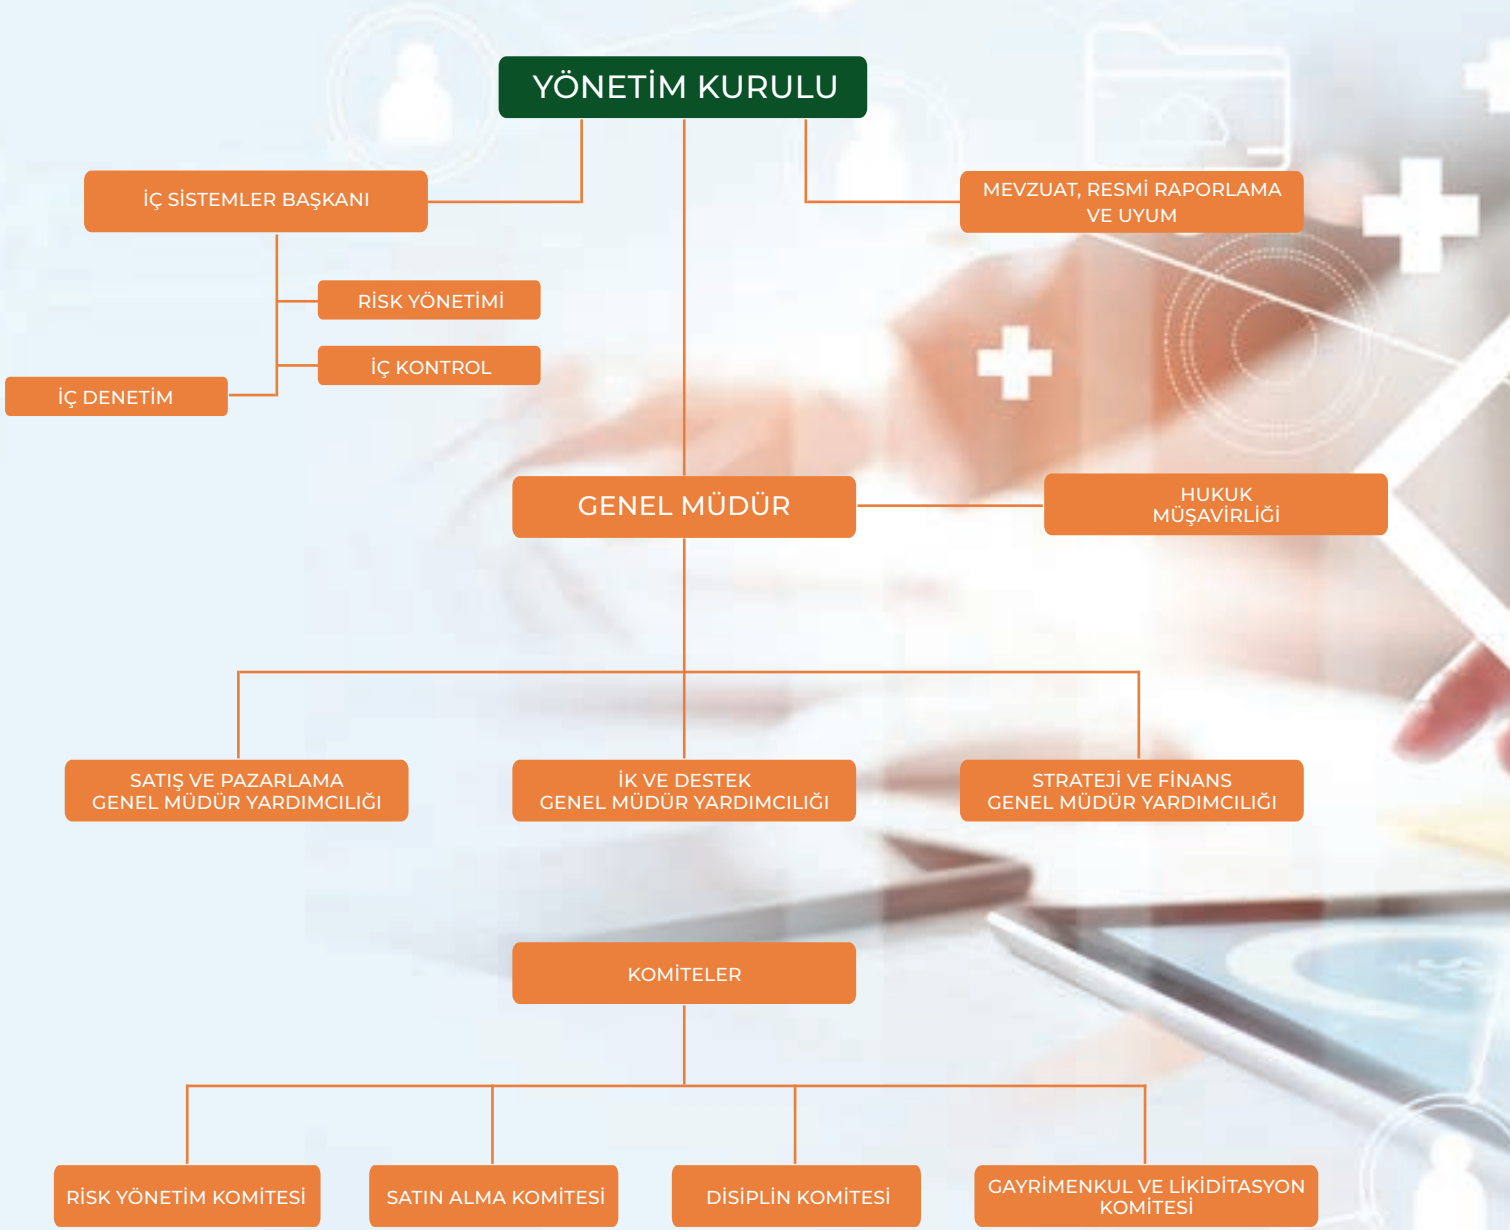 YÖNETİM KURULU
İÇ SİSTEMLER BAŞKANI
MEVZUAT, RESMİ RAPORLAMA
VE UYUM
RİSK YÖNETİMİ
İÇ KONTROL
İÇ DENETİM
GENEL MÜDÜR
HUKUK
MÜŞAVİRLİĞİ
SATIŞ VE PAZARLAMA
GENEL MÜDÜR YARDIMCILIĞI
İK VE DESTEK
GENEL MÜDÜR YARDIMCILIĞI
STRATEJİ VE FİNANS
GENEL MÜDÜR YARDIMCILIĞI
KOMİTELER
RİSK YÖNETİM KOMİTESİ
SATIN ALMA KOMİTESİ
DİSİPLİN KOMİTESİ
GAYRİMENKUL VE LİKİDİTASYON
KOMİTESİ